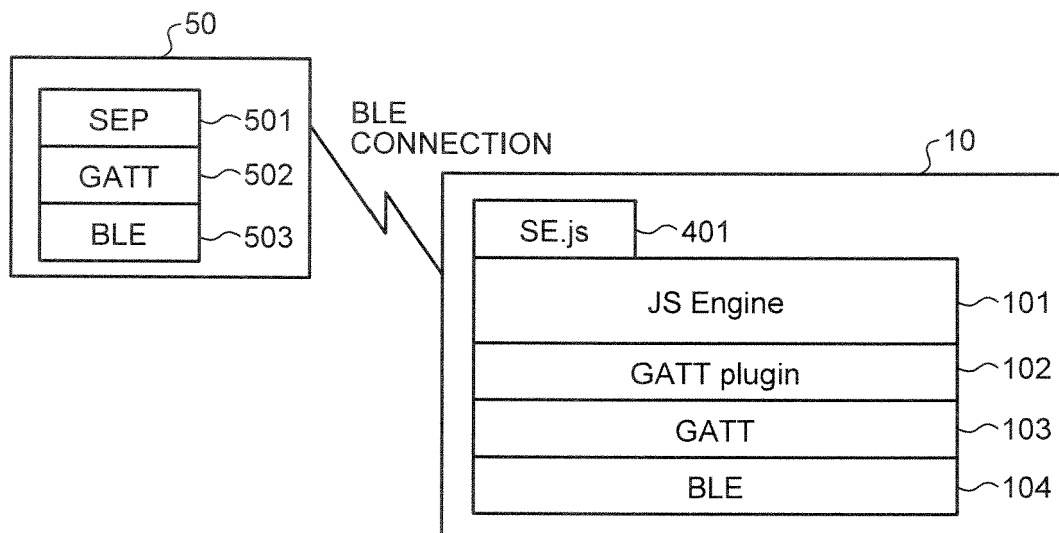 50
SEP
501
GATT
502
BLE
503
BLE
CONNECTION
10
SE.js
401
JS Engine
101
GATT plugin
102
GATT
103
BLE
104